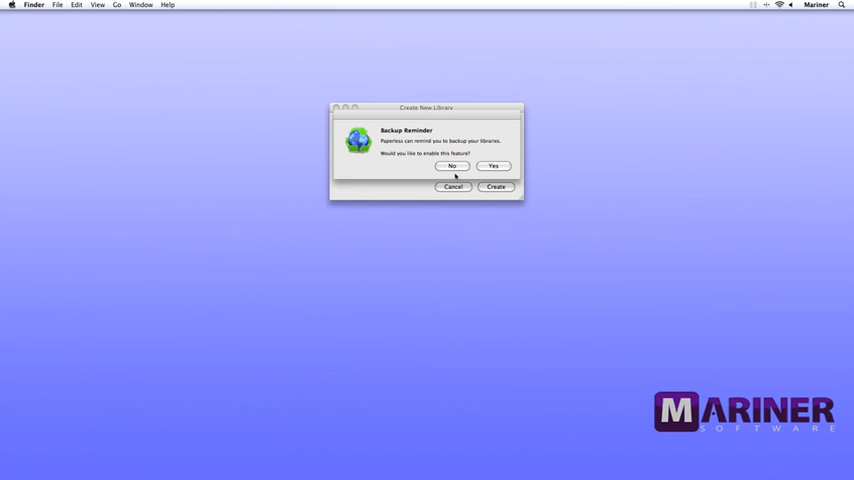 Finder File Edit View Go Window Help Mariner
Create New Library
Backup Reminder
Paperless can remind you to backup your libraries.
Would you like to enable this feature?
No Yes
Cancel Create
MARINER
SOFTWARE